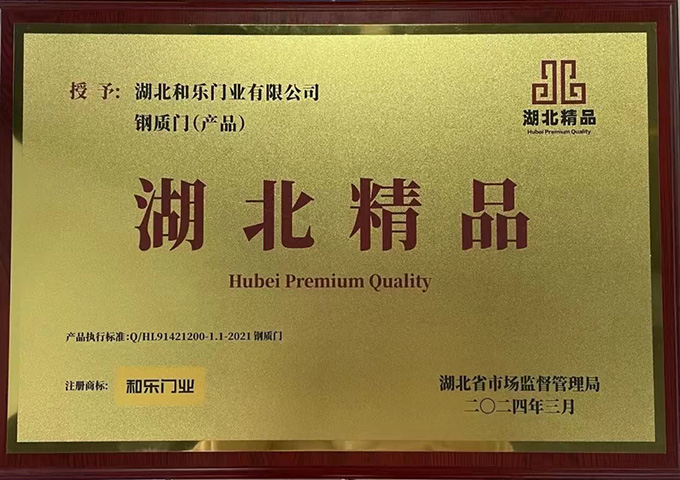 授予：湖北和乐门业有限公司
钢质门（产品）
湖北精品
Hubei Premium Quality
湖北精品
Hubei Premium Quality
产品执行标准:Q/HL91421200-1.1-2021 钢质门
注册商标: 和乐门业
湖北省市场监督管理局
二〇二四年三月